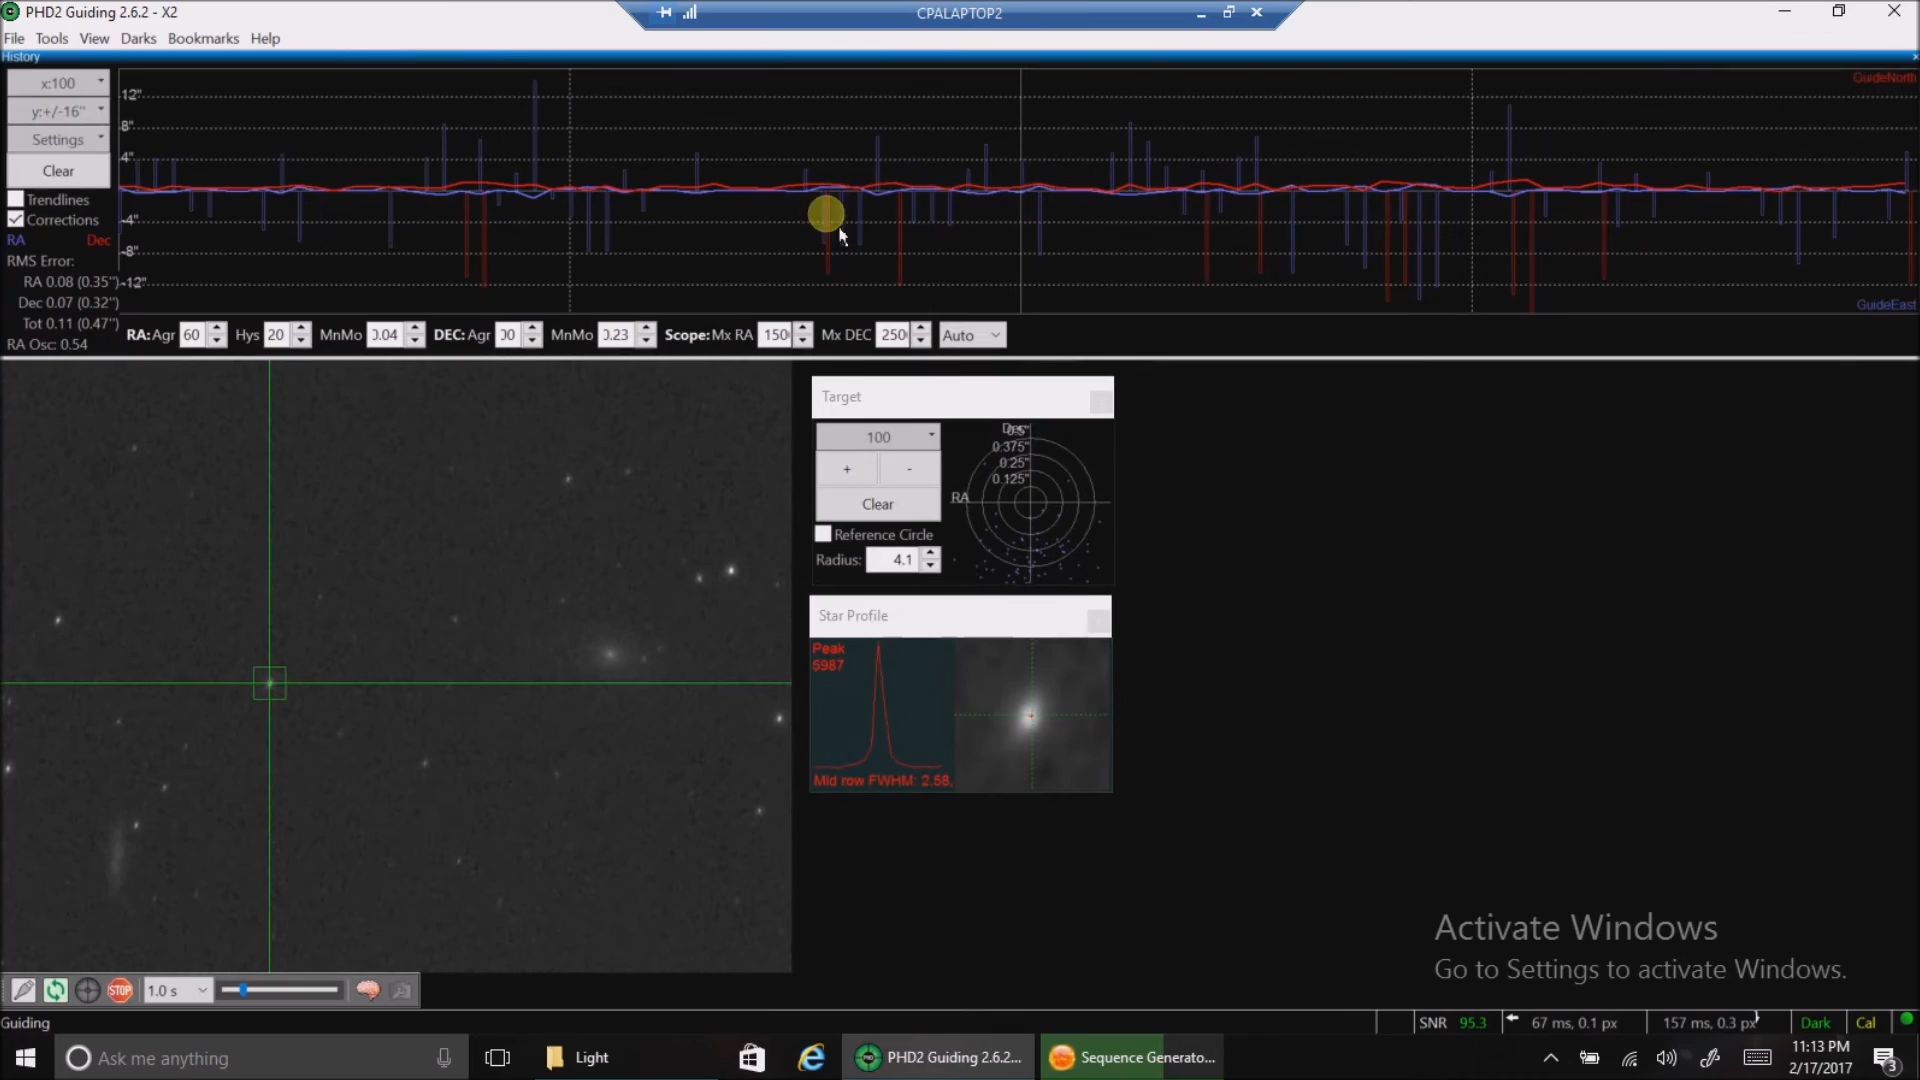 PHD2 Guiding 2.6.2 - X2
CPALAPTOP2
File Tools View Darks Bookmarks Help
History
x:100
y:+/-16"
Settings
Clear
Trendlines
Corrections
RA Dec
RMS Error:
RA 0.08 (0.35")
Dec 0.07 (0.32")
Tot 0.11 (0.47")
RA Osc: 0.54
12"
8"
4"
-4"
-8"
-12"
GuideNorth
GuideEast
RA: Agr 60 Hys 20 MnMo 0.04 DEC: Agr 00 MnMo 0.23 Scope: Mx RA 150 Mx DEC 250 Auto
Target
100
+ -
Clear
Reference Circle
Radius: 4.1
Dec
0.5"
0.375"
0.25"
0.125"
RA
Star Profile
Peak
5987
Mid row FWHM: 2.58,
Activate Windows
Go to Settings to activate Windows.
STOP
1.0 s
Guiding
SNR 95.3 67 ms, 0.1 px 157 ms, 0.3 px Dark Cal
Ask me anything
Light
PHD2 Guiding 2.6.2...
Sequence Generato...
11:13 PM
2/17/2017
3